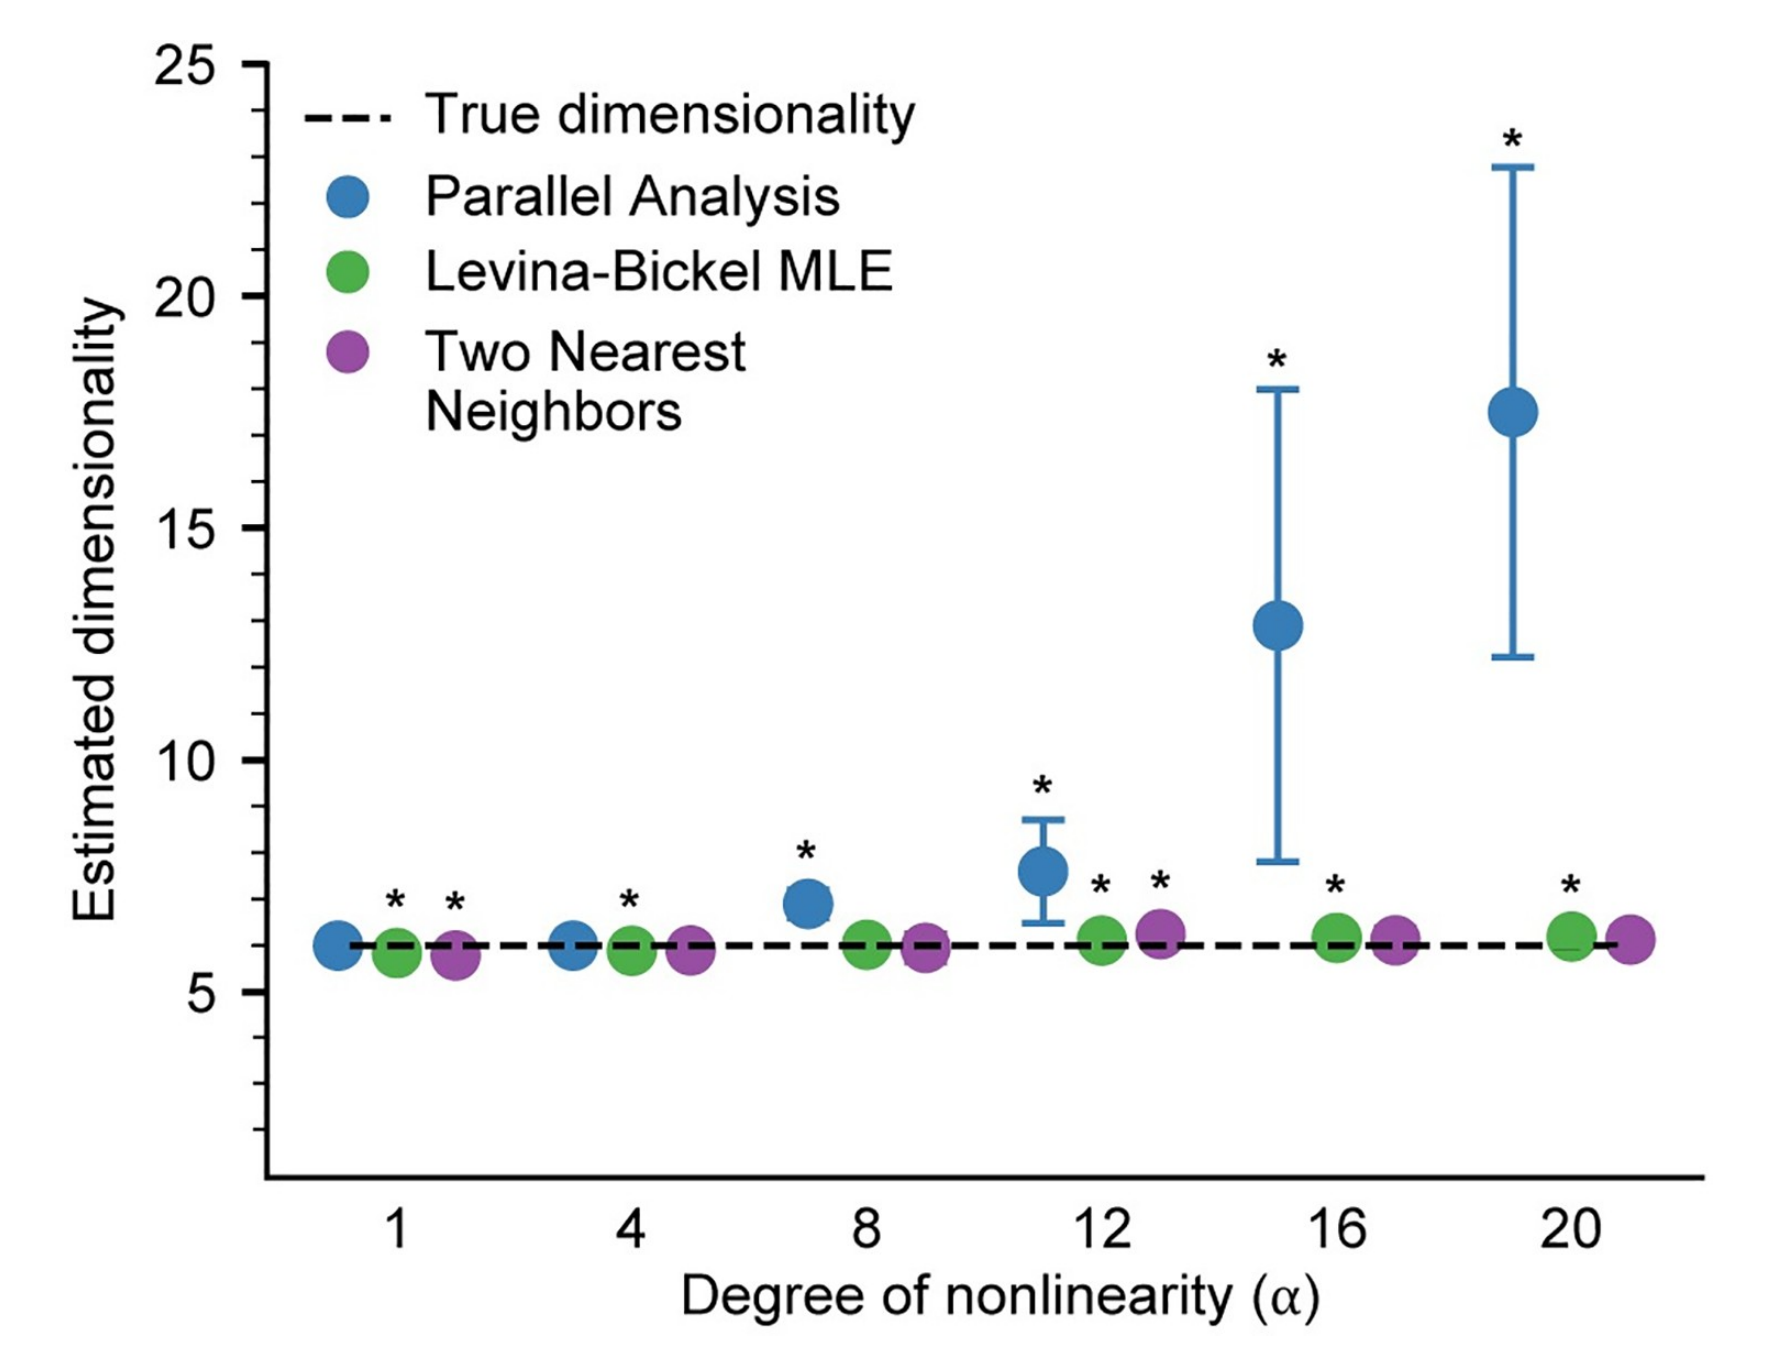 25
20
15
10
5
Estimated dimensionality
True dimensionality
Parallel Analysis
Levina-Bickel MLE
Two Nearest
Neighbors
*
*
*
*
* * * * * * * * *
1 4 8 12 16 20
Degree of nonlinearity (α)